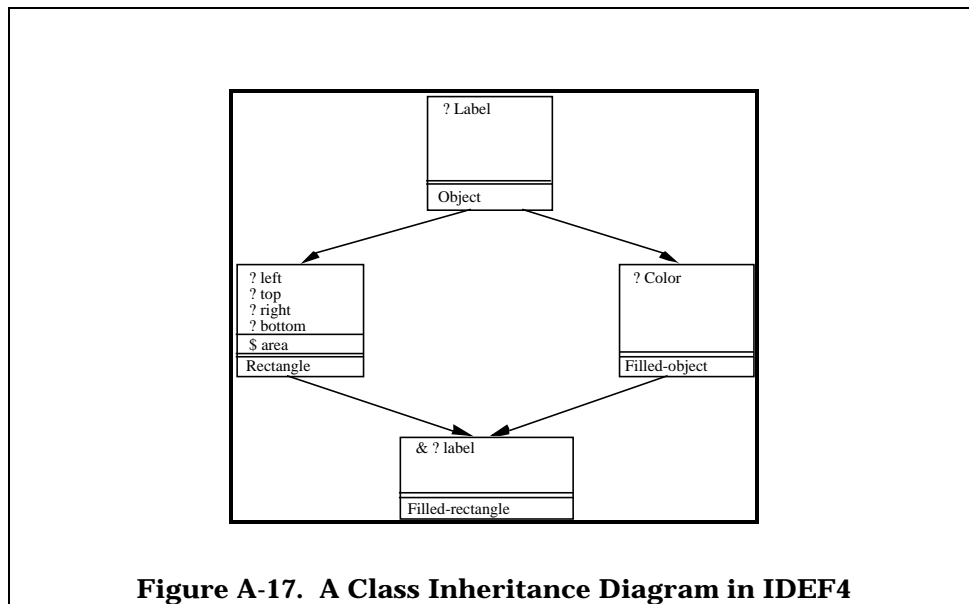 ? Label
Object
? left
? top
? right
? bottom
$ area
Rectangle
? Color
Filled-object
& ? label
Filled-rectangle
Figure A-17. A Class Inheritance Diagram in IDEF4